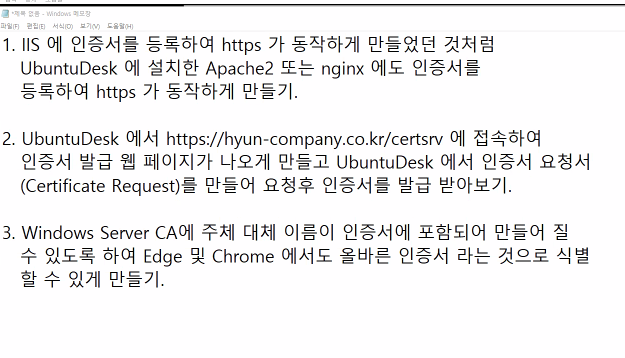 *제목 없음 - Windows 메모장
파일(F) 편집(E) 서식(O) 보기(V) 도움말(H)
1. IIS 에 인증서를 등록하여 https 가 동작하게 만들었던 것처럼
UbuntuDesk 에 설치한 Apache2 또는 nginx 에도 인증서를
등록하여 https 가 동작하게 만들기.
2. UbuntuDesk 에서 https://hyun-company.co.kr/certsrv 에 접속하여
인증서 발급 웹 페이지가 나오게 만들고 UbuntuDesk 에서 인증서 요청서
(Certificate Request)를 만들어 요청후 인증서를 발급 받아보기.
3. Windows Server CA에 주체 대체 이름이 인증서에 포함되어 만들어 질
수 있도록 하여 Edge 및 Chrome 에서도 올바른 인증서 라는 것으로 식별
할 수 있게 만들기.